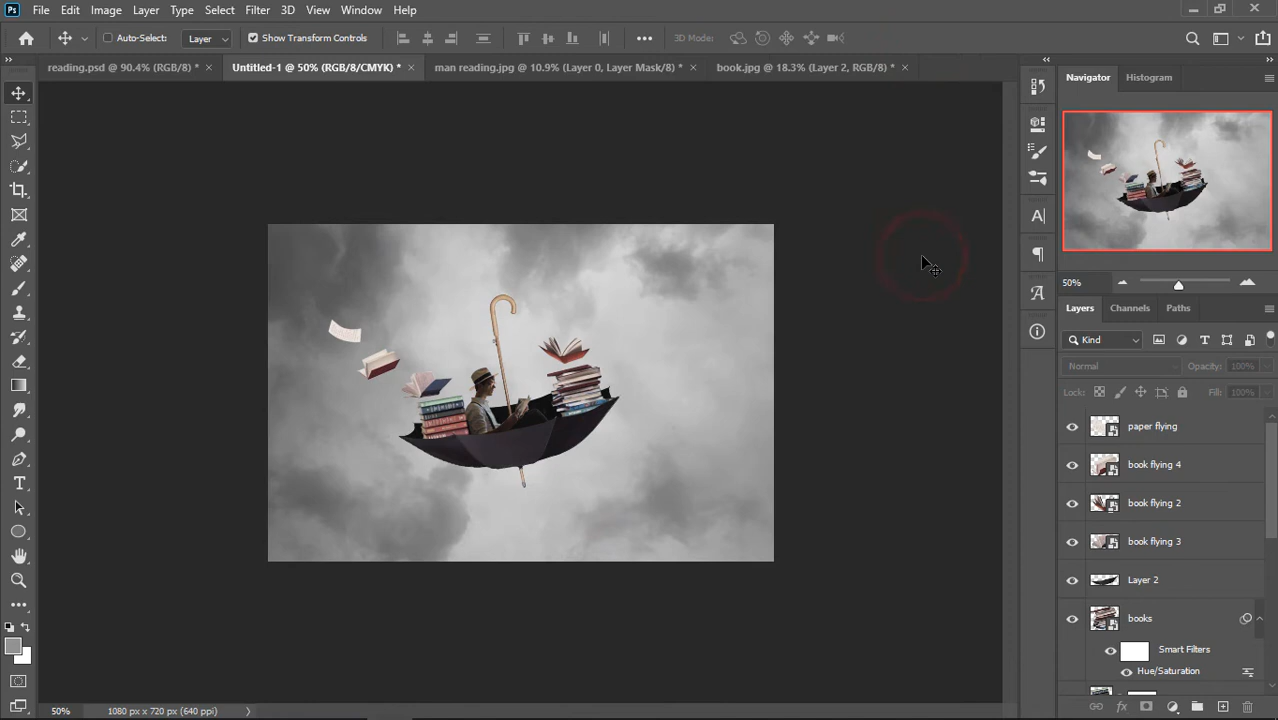 Ps File Edit Image Layer Type Select Filter 3D View Window Help
Auto-Select: Layer Show Transform Controls 3D Mode:
reading.psd @ 90.4% (RGB/8) * × Untitled-1 @ 50% (RGB/8/CMYK) * × man reading.jpg @ 10.9% (Layer 0, Layer Mask/8) * × book.jpg @ 18.3% (Layer 2, RGB/8) * ×
Navigator Histogram
50%
Layers Channels Paths
Kind
Normal Opacity: 100%
Lock: Fill: 100%
paper flying
book flying 4
book flying 2
book flying 3
Layer 2
books
Smart Filters
Hue/Saturation
50% 1080 px x 720 px (640 ppi)